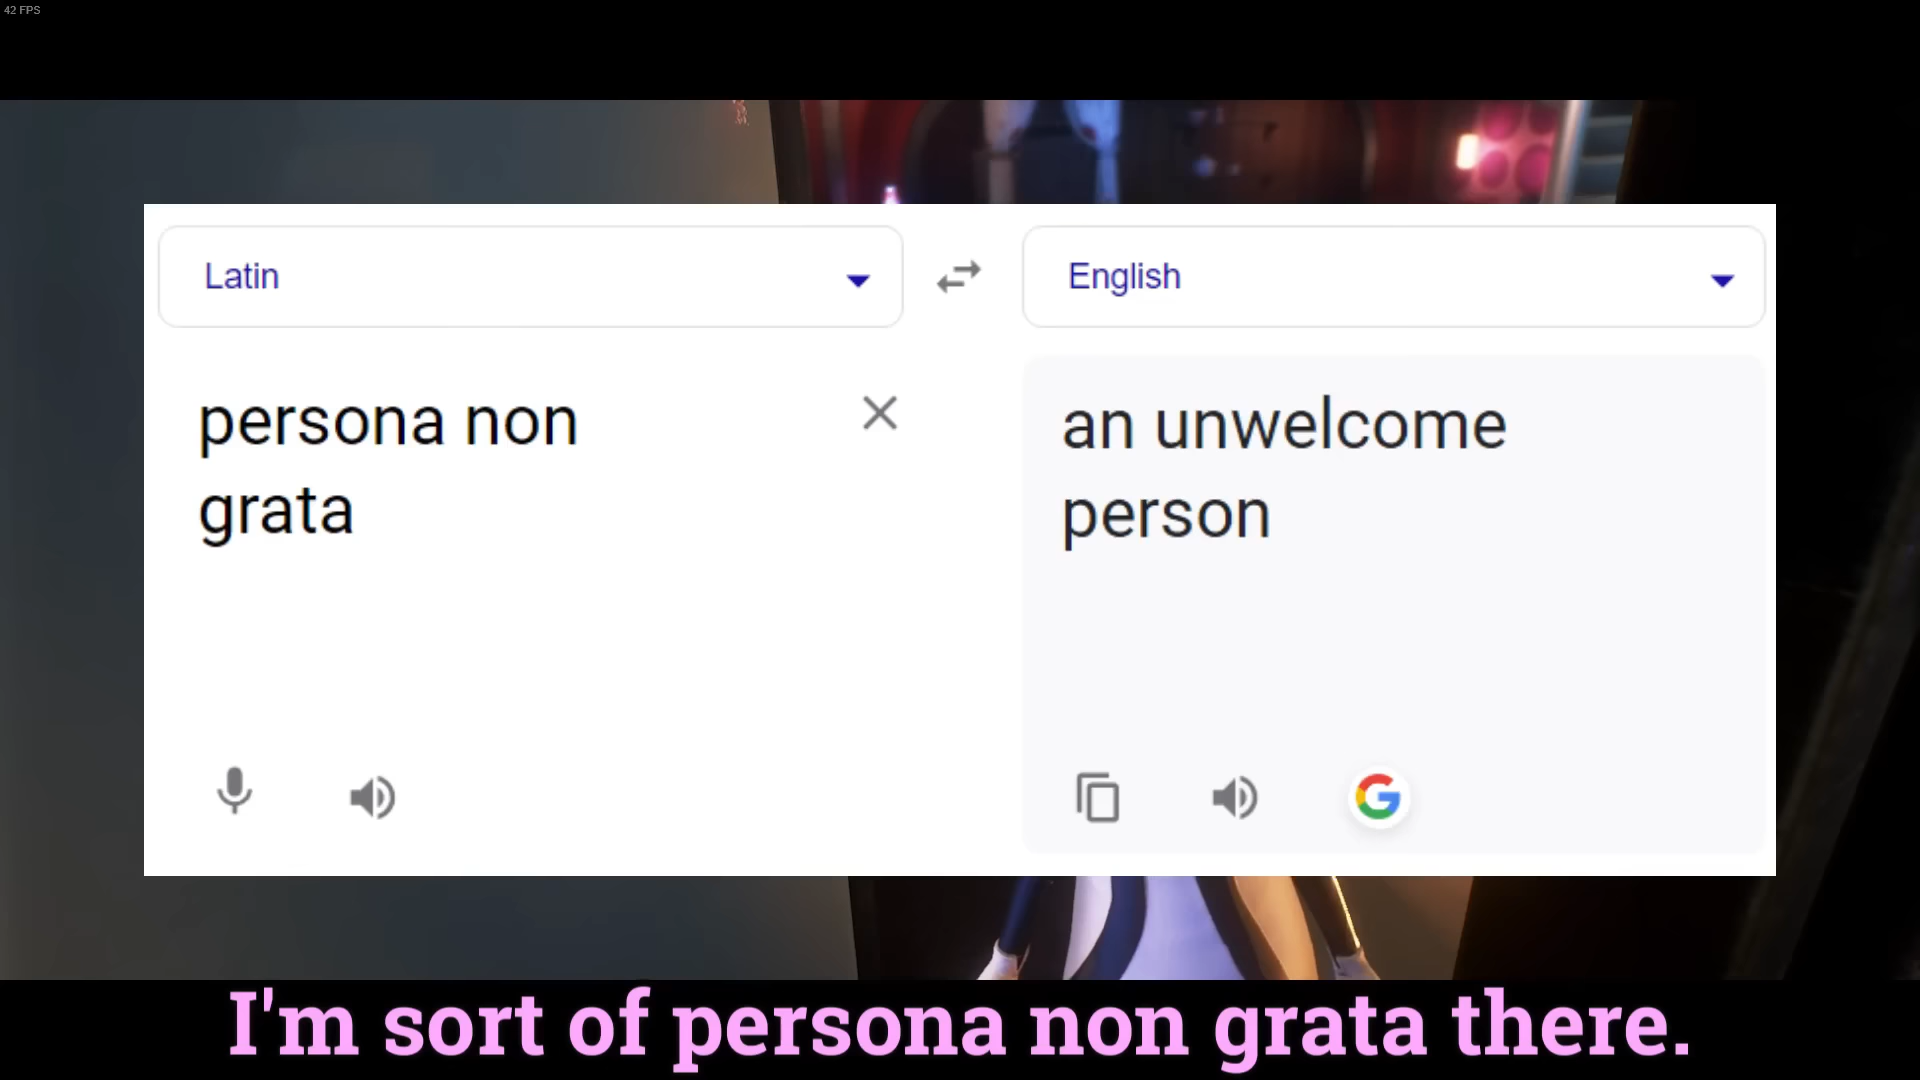 42 FPS
Latin
English
persona non
grata
an unwelcome
person
I'm sort of persona non grata there.